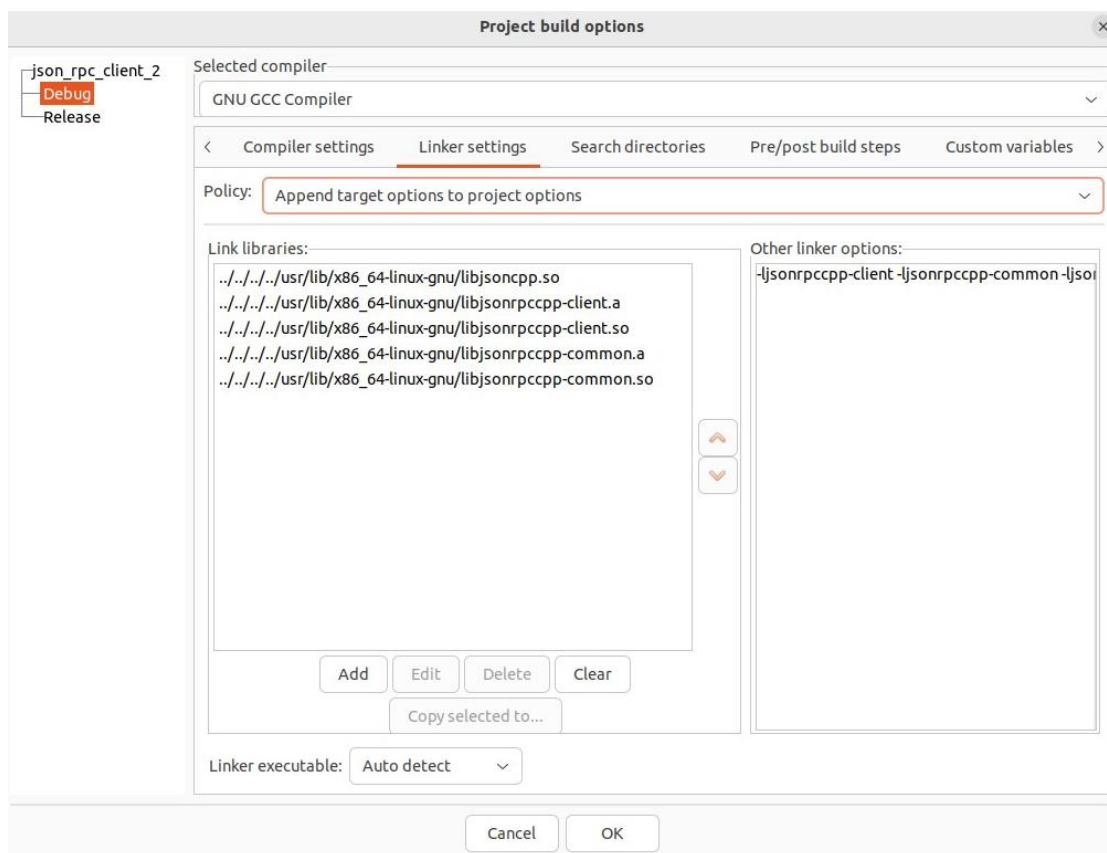 Project build options
json_rpc_client_2
Debug
Release
Selected compiler
GNU GCC Compiler
Compiler settings
Linker settings
Search directories
Pre/post build steps
Custom variables
Policy:
Append target options to project options
Link libraries:
../../../../usr/lib/x86_64-linux-gnu/libjsoncpp.so
../../../../usr/lib/x86_64-linux-gnu/libjsonrpccpp-client.a
../../../../usr/lib/x86_64-linux-gnu/libjsonrpccpp-client.so
../../../../usr/lib/x86_64-linux-gnu/libjsonrpccpp-common.a
../../../../usr/lib/x86_64-linux-gnu/libjsonrpccpp-common.so
Other linker options:
-ljsonrpccpp-client -ljsonrpccpp-common -ljso
Add
Edit
Delete
Clear
Copy selected to...
Linker executable:
Auto detect
Cancel
OK